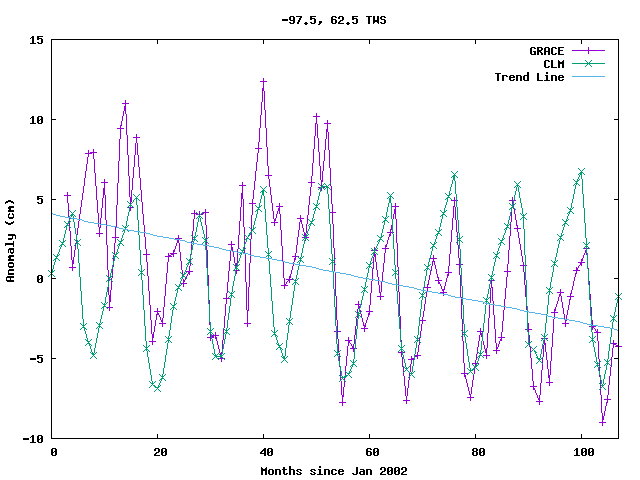 -97.5, 62.5 TWS
15
GRACE
CLM
Trend Line
10
5
Anomaly (cm)
0
-5
-10
0 20 40 60 80 100
Months since Jan 2002